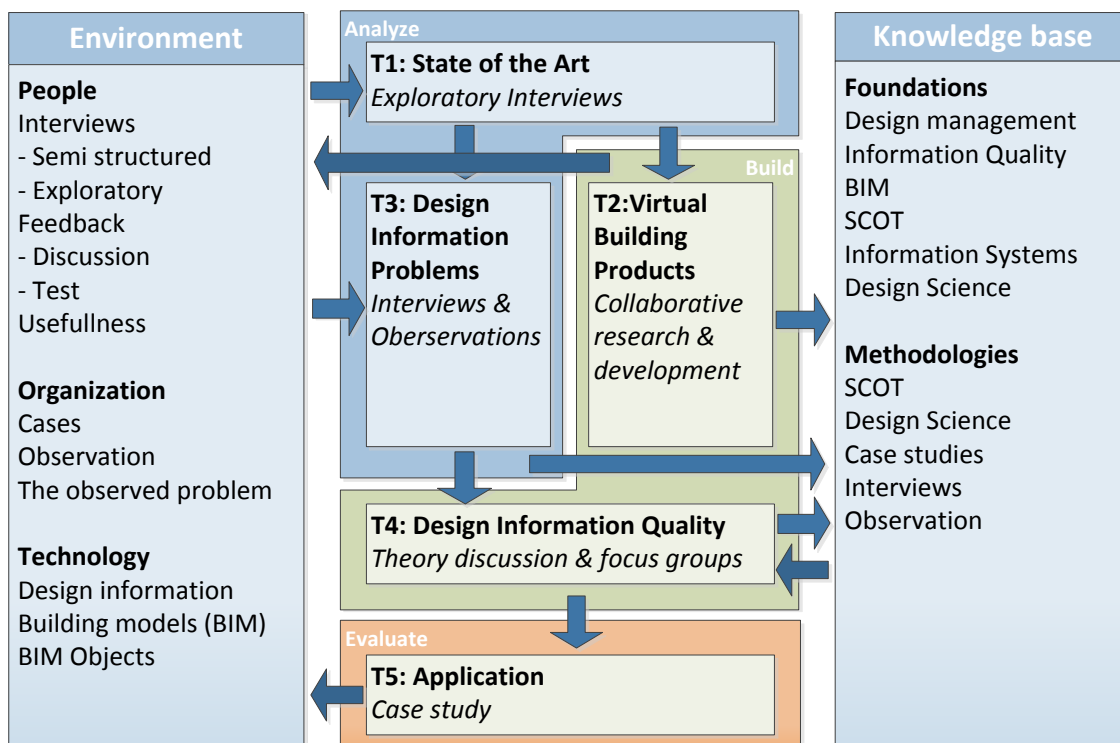 Environment
People
Interviews
- Semi structured
- Exploratory
Feedback
- Discussion
- Test
Usefullness
Organization
Cases
Observation
The observed problem
Technology
Design information
Building models (BIM)
BIM Objects
Analyze
T1: State of the Art
Exploratory Interviews
T3: Design
Information
Problems
Interviews &
Oberservations
Build
T2:Virtual
Building
Products
Collaborative
research &
development
T4: Design Information Quality
Theory discussion & focus groups
Evaluate
T5: Application
Case study
Knowledge base
Foundations
Design management
Information Quality
BIM
SCOT
Information Systems
Design Science
Methodologies
SCOT
Design Science
Case studies
Interviews
Observation